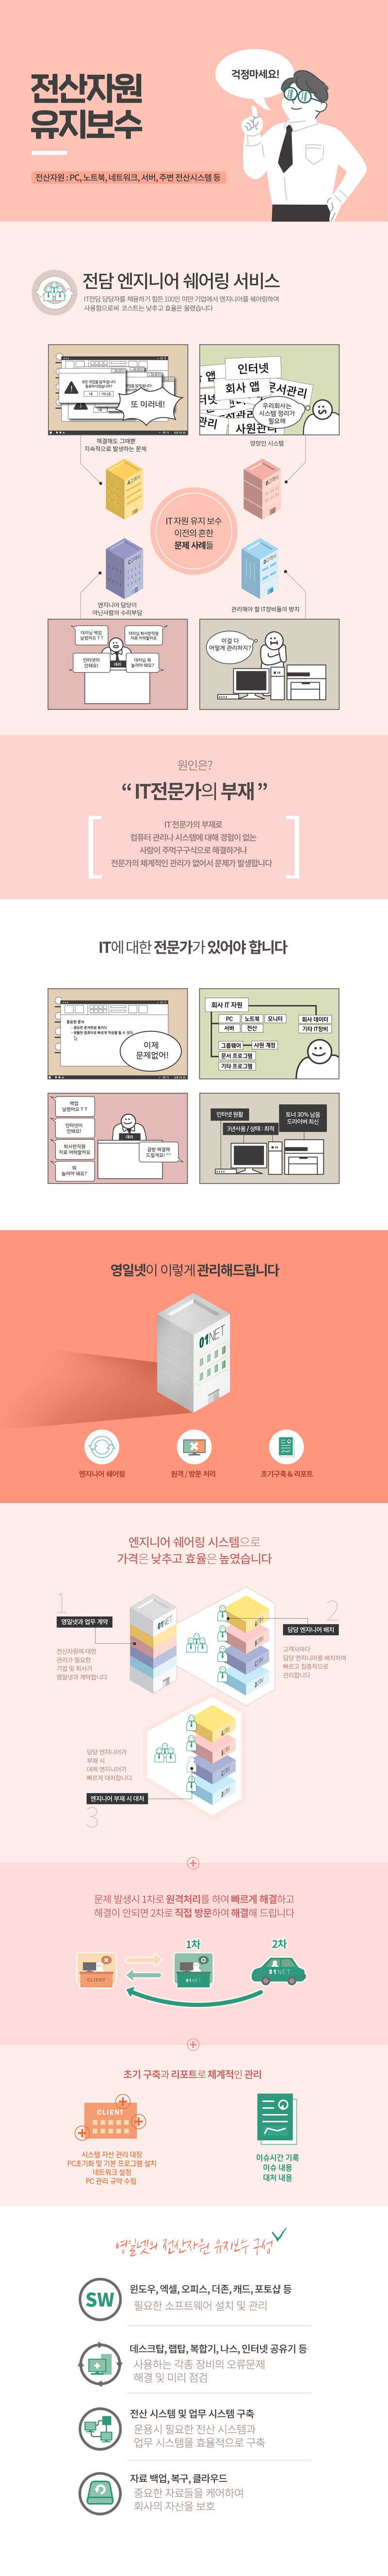 전산자원
유지보수
걱정마세요!
전산자원 : PC, 노트북, 네트워크, 서버, 주변 전산시스템 등
전담 엔지니어 쉐어링 서비스
IT전담 담당자를 채용하기 힘든 100인 미만 기업에서 엔지니어를 쉐어링하여
사용함으로써 코스트는 낮추고 효율은 올렸습니다
또 이러네!
인터넷
회사 앱
문서관리
우리회사는
시스템 정리가
필요해
사원관리
해결해도 그때뿐
지속적으로 발생하는 문제
엉망인 시스템
IT 자원 유지 보수
이전의 흔한
문제 사례들
엔지니어 담당이
아닌사람의 수리부담
관리해야 할 IT장비들의 방치
대리님 백업
날렸어요 T T
대리님 퇴사한직원
자료 어떡할까요
인터넷이
안돼요!
대리
대리님 뭐
눌러야 돼요?
이걸 다
어떻게 관리하지?
원인은?
“ IT전문가의 부재 ”
IT 전문가의 부재로
컴퓨터 관리나 시스템에 대해 경험이 없는
사람이 주먹구구식으로 해결하거나
전문가의 체계적인 관리가 없어서 문제가 발생합니다
IT에 대한 전문가가 있어야 합니다
이제
문제없어!
회사 IT 자원
PC 노트북 모니터
서버 전산
회사 데이터
기타 IT장비
그룹웨어 사원 계정
문서 프로그램
기타 프로그램
백업
날렸어요 T T
인터넷이
안돼요!
퇴사한직원
자료 어떡할까요
뭐
눌러야 돼요?
대리
금방 해결해
드릴게요! ^^
인터넷 원활
3년사용 / 상태 : 최적
토너 30% 남음
드라이버 최신
영일넷이 이렇게 관리해드립니다
01NET
엔지니어 쉐어링
원격 / 방문 처리
초기구축 & 리포트
엔지니어 쉐어링 시스템으로
가격은 낮추고 효율은 높였습니다
1
영일넷과 업무 계약
전산자원에 대한
관리가 필요한
기업 및 회사가
영일넷과 계약합니다
01NET
2
담당 엔지니어 배치
고객사마다
담당 엔지니어를 배치하여
빠르고 집중적으로
관리합니다
담당 엔지니어가
부재 시
대체 엔지니어가
빠르게 대처합니다
엔지니어 부재 시 대처
3
문제 발생시 1차로 원격처리를 하여 빠르게 해결하고
해결이 안되면 2차로 직접 방문하여 해결해 드립니다
1차
2차
CLIENT
01NET
01NET
초기 구축과 리포트로 체계적인 관리
CLIENT
시스템 자산 관리 대장
PC초기화 및 기본 프로그램 설치
네트워크 설정
PC 관리 규약 수립
이슈시간 기록
이슈 내용
대처 내용
영일넷의 전산자원 유지보수 구성
SW
윈도우, 엑셀, 오피스, 더존, 캐드, 포토샵 등
필요한 소프트웨어 설치 및 관리
데스크탑, 랩탑, 복합기, 나스, 인터넷 공유기 등
사용하는 각종 장비의 오류문제
해결 및 미리 점검
전산 시스템 및 업무 시스템 구축
운용시 필요한 전산 시스템과
업무 시스템을 효율적으로 구축
자료 백업, 복구, 클라우드
중요한 자료들을 케어하여
회사의 자산을 보호